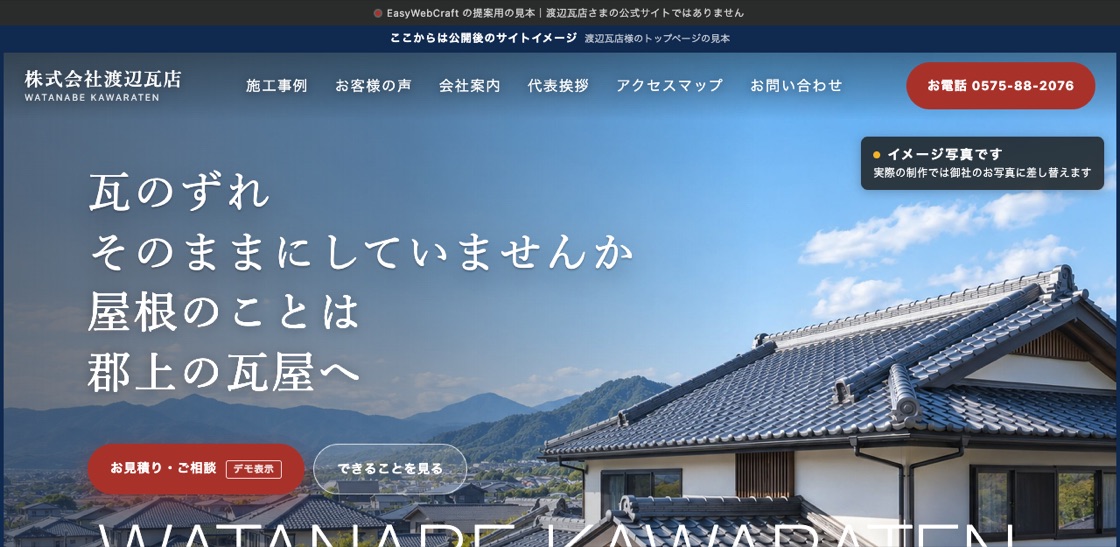 EasyWebCraft の提案用の見本｜渡辺瓦店さまの公式サイトではありません
ここからは公開後のサイトイメージ 渡辺瓦店様のトップページの見本
株式会社渡辺瓦店
WATANABE KAWARATEN
施工事例 お客様の声 会社案内 代表挨拶 アクセスマップ お問い合わせ
お電話 0575-88-2076
イメージ写真です
実際の制作では御社のお写真に差し替えます
瓦のずれ
そのままにしていませんか
屋根のことは
郡上の瓦屋へ
お見積り・ご相談 デモ表示
できることを見る
WATANABE KAWARATEN